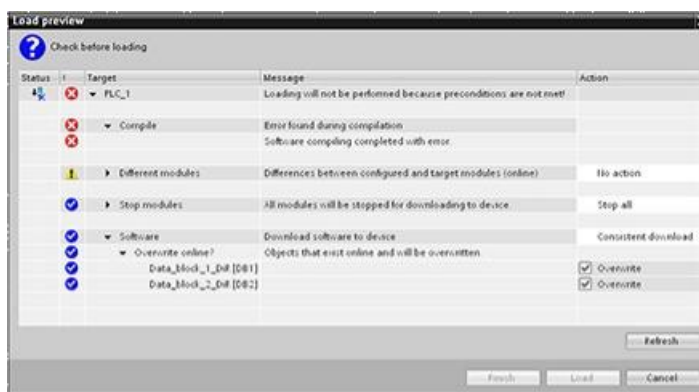 Load preview
Check before loading
Status ! Target Message Action
PLC_1 Loading will not be performed because preconditions are not met!
Compile Error found during compilation
Software compiling completed with error.
Different modules Differences between configured and target modules (online) No action
Stop modules All modules will be stopped for downloading to device. Stop all
Software Download software to device Consistent download
Overwrite online? Objects that exist online and will be overwritten.
Data_block_1_Diff [DB1] Overwrite
Data_block_2_Diff [DB2] Overwrite
Refresh
Finish Load Cancel